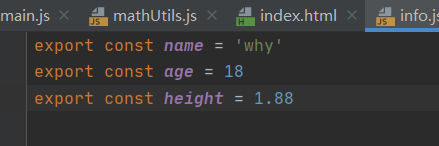 main.js × mathUtils.js × index.html × info.js
export const name = 'why'
export const age = 18
export const height = 1.88